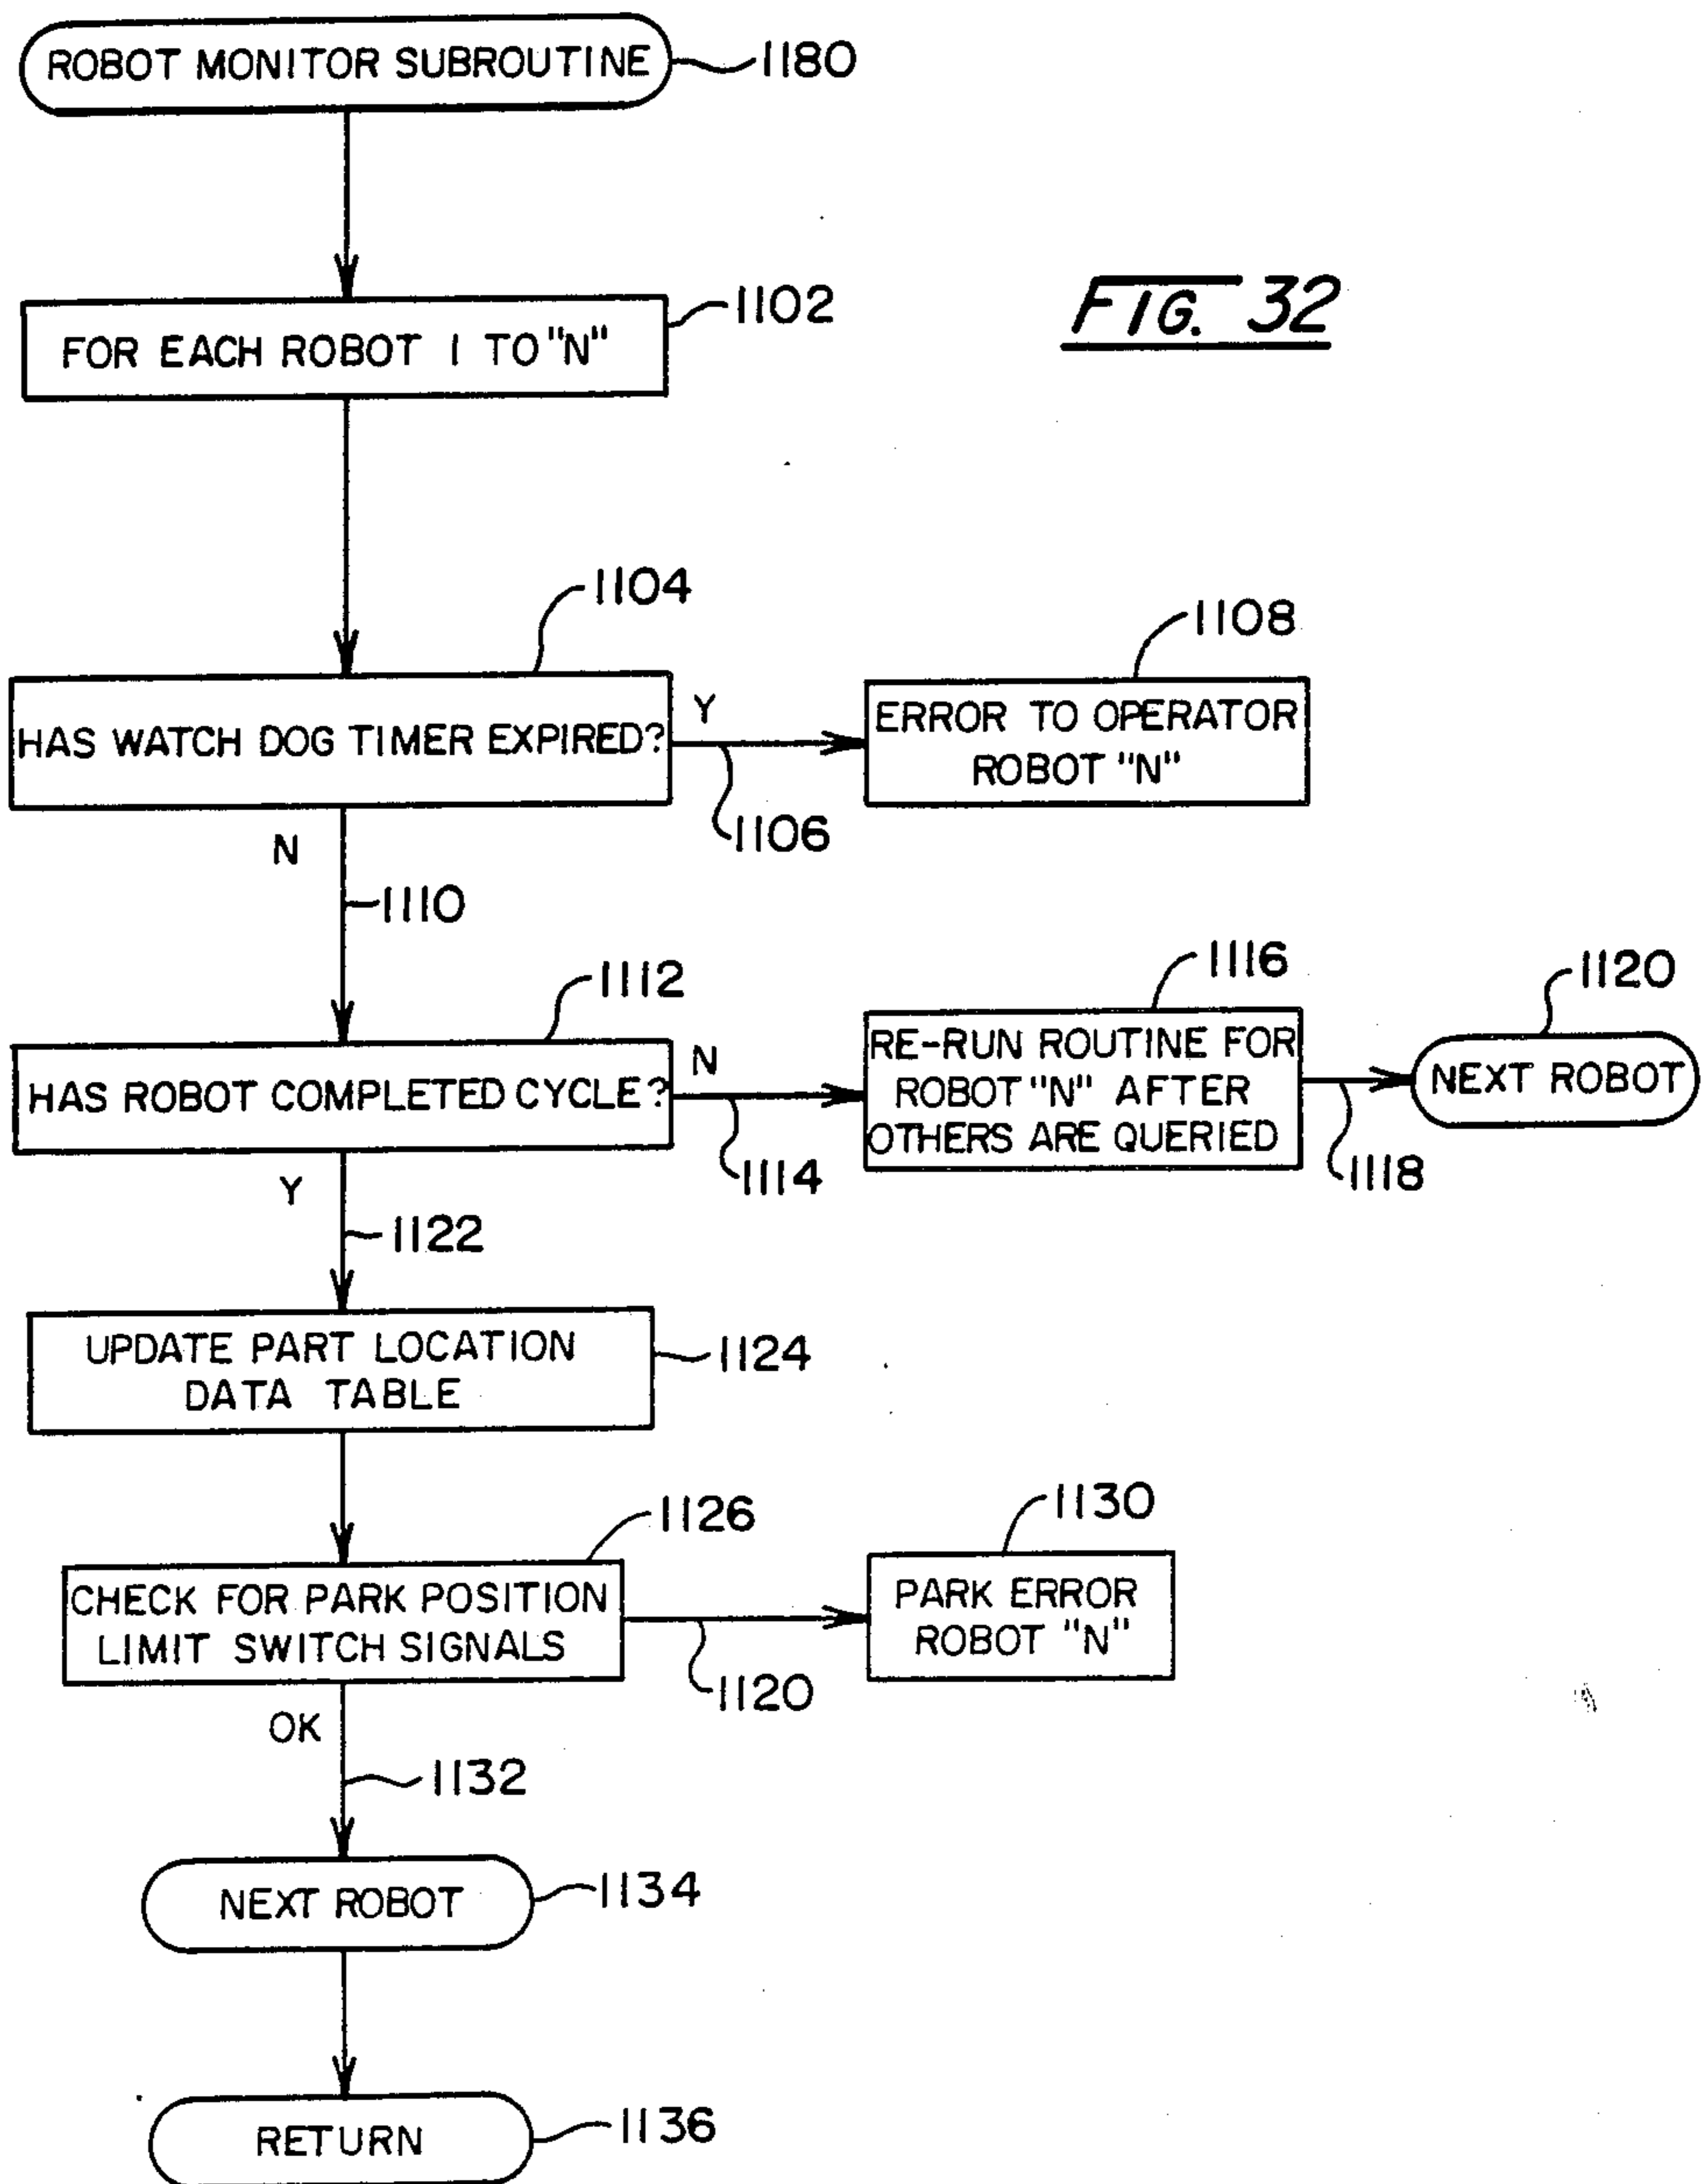 ROBOT MONITOR SUBROUTINE
1180
FIG. 32
1102
FOR EACH ROBOT 1 TO "N"
1104
HAS WATCH DOG TIMER EXPIRED?
Y
1106
1108
ERROR TO OPERATOR
ROBOT "N"
N
1110
1112
HAS ROBOT COMPLETED CYCLE?
N
1114
1116
RE-RUN ROUTINE FOR
ROBOT "N" AFTER
OTHERS ARE QUERIED
1118
1120
NEXT ROBOT
Y
1122
UPDATE PART LOCATION
DATA TABLE
1124
1126
CHECK FOR PARK POSITION
LIMIT SWITCH SIGNALS
1120
1130
PARK ERROR
ROBOT "N"
OK
1132
NEXT ROBOT
1134
RETURN
1136